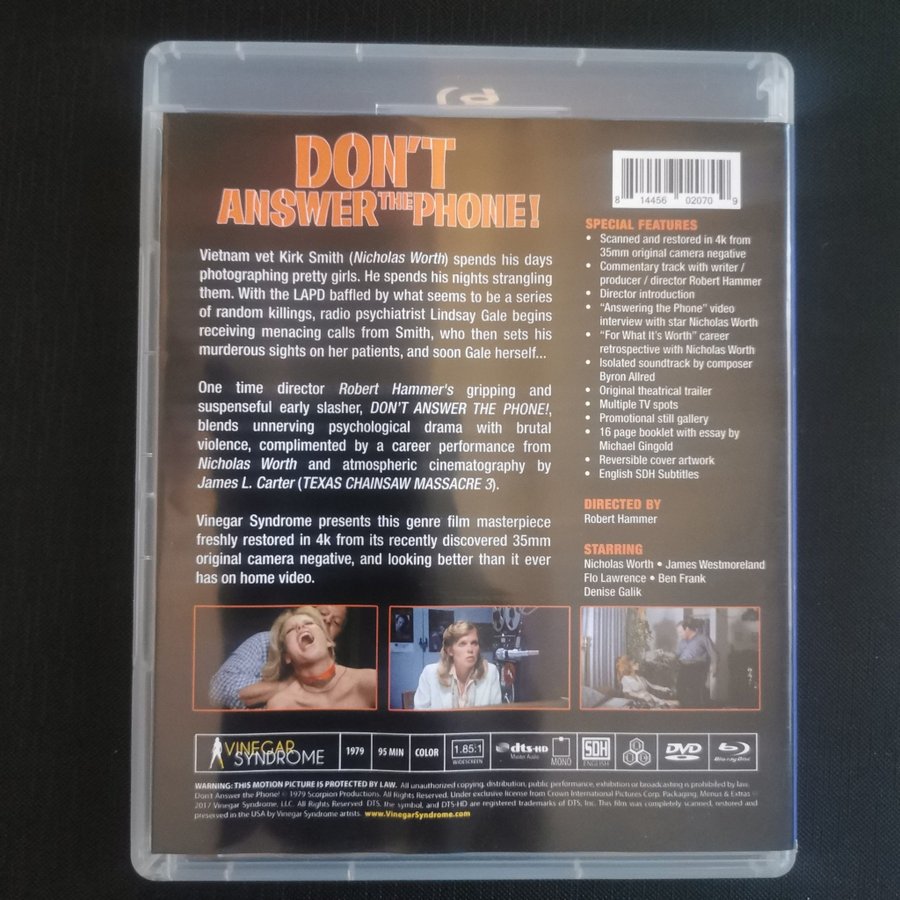 DON'T
ANSWER THE PHONE!
Vietnam vet Kirk Smith (Nicholas Worth) spends his days
photographing pretty girls. He spends his nights strangling
them. With the LAPD baffled by what seems to be a series
of random killings, radio psychiatrist Lindsay Gale begins
receiving menacing calls from Smith, who then sets his
murderous sights on her patients, and soon Gale herself...
One time director Robert Hammer's gripping and
suspenseful early slasher, DON'T ANSWER THE PHONE!,
blends unnerving psychological drama with brutal
violence, complimented by a career performance from
Nicholas Worth and atmospheric cinematography by
James L. Carter (TEXAS CHAINSAW MASSACRE 3).
Vinegar Syndrome presents this genre film masterpiece
freshly restored in 4k from its recently discovered 35mm
original camera negative, and looking better than it ever
has on home video.
8 14456 02070 9
SPECIAL FEATURES
• Scanned and restored in 4k from
35mm original camera negative
• Commentary track with writer /
producer / director Robert Hammer
• Director introduction
• "Answering the Phone" video
interview with star Nicholas Worth
• "For What It's Worth" career
retrospective with Nicholas Worth
• Isolated soundtrack by composer
Byron Allred
• Original theatrical trailer
• Multiple TV spots
• Promotional still gallery
• 16 page booklet with essay by
Michael Gingold
• Reversible cover artwork
• English SDH Subtitles
DIRECTED BY
Robert Hammer
STARRING
Nicholas Worth • James Westmoreland
Flo Lawrence • Ben Frank
Denise Galik
VINEGAR
SYNDROME
1979
95 MIN
COLOR
1.85:1
WIDESCREEN
dts-HD
Master Audio
MONO
SDH
ENGLISH
DVD
Blu-ray Disc
WARNING: THIS MOTION PICTURE IS PROTECTED BY LAW. All unauthorized copying, distribution, public performance, exhibition or broadcasting is prohibited by law.
Don't Answer the Phone! © 1979 Scorpion Productions. All Rights Reserved. Under exclusive license from Crown International Pictures Corp. Packaging, Menus & Extras ©
2017 Vinegar Syndrome, LLC. All Rights Reserved. DTS, the symbol, and DTS-HD are registered trademarks of DTS, Inc. This film was completely scanned, restored and
preserved in the USA by Vinegar Syndrome artists. www.VinegarSyndrome.com